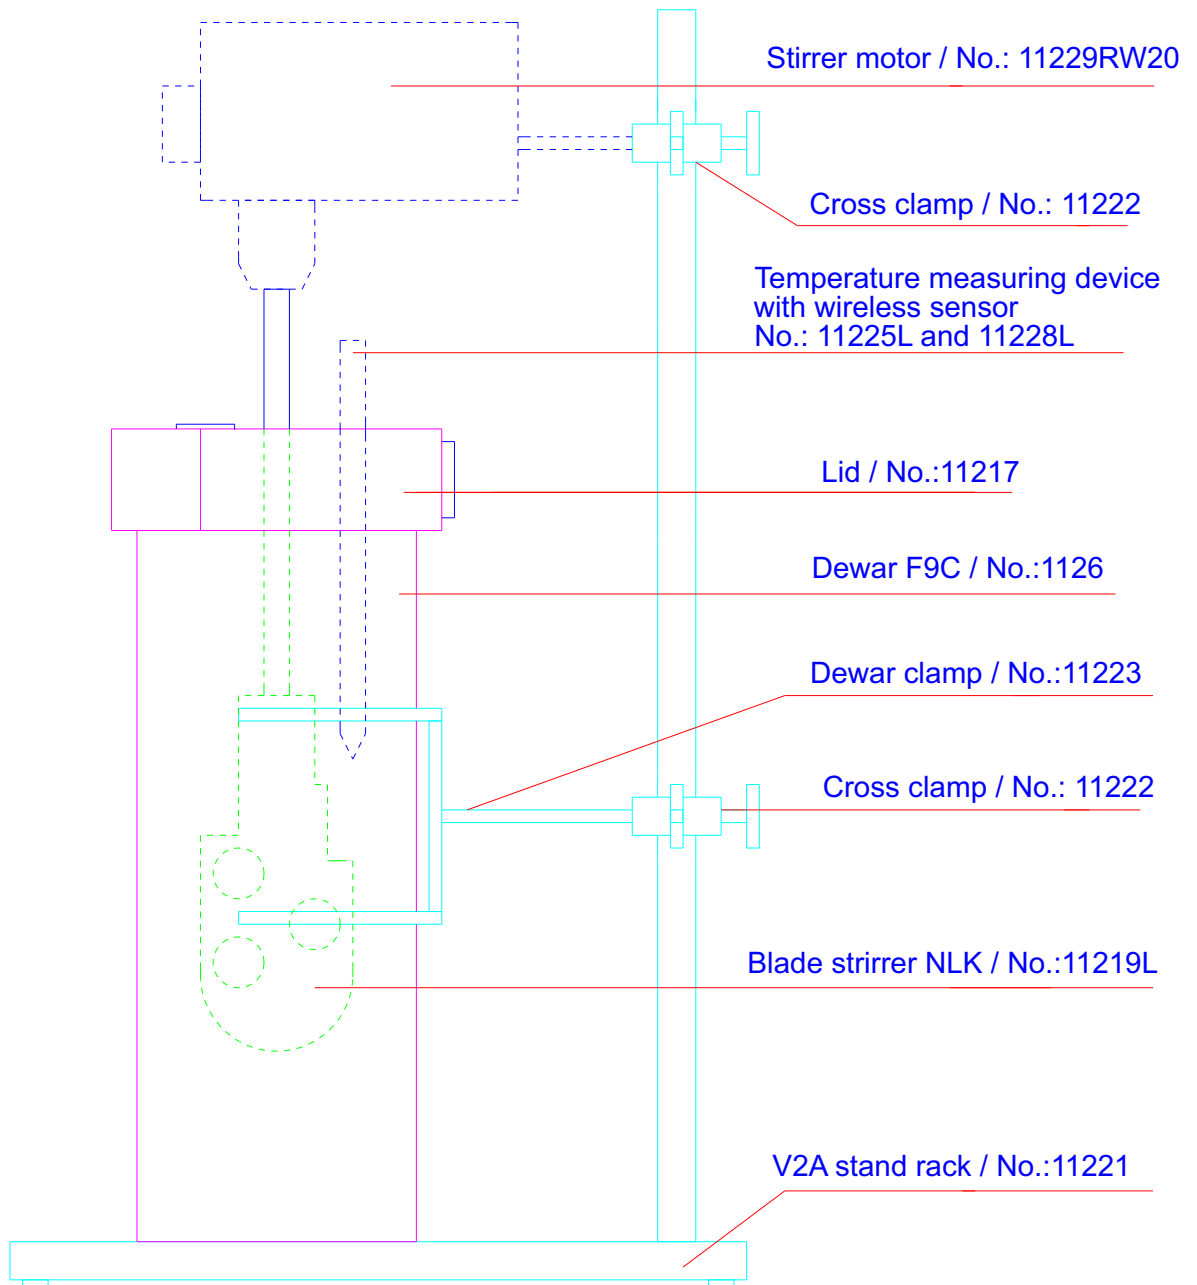 Stirrer motor / No.: 11229RW20
Cross clamp / No.: 11222
Temperature measuring device
with wireless sensor
No.: 11225L and 11228L
Lid / No.:11217
Dewar F9C / No.:1126
Dewar clamp / No.:11223
Cross clamp / No.: 11222
Blade strirrer NLK / No.:11219L
V2A stand rack / No.:11221